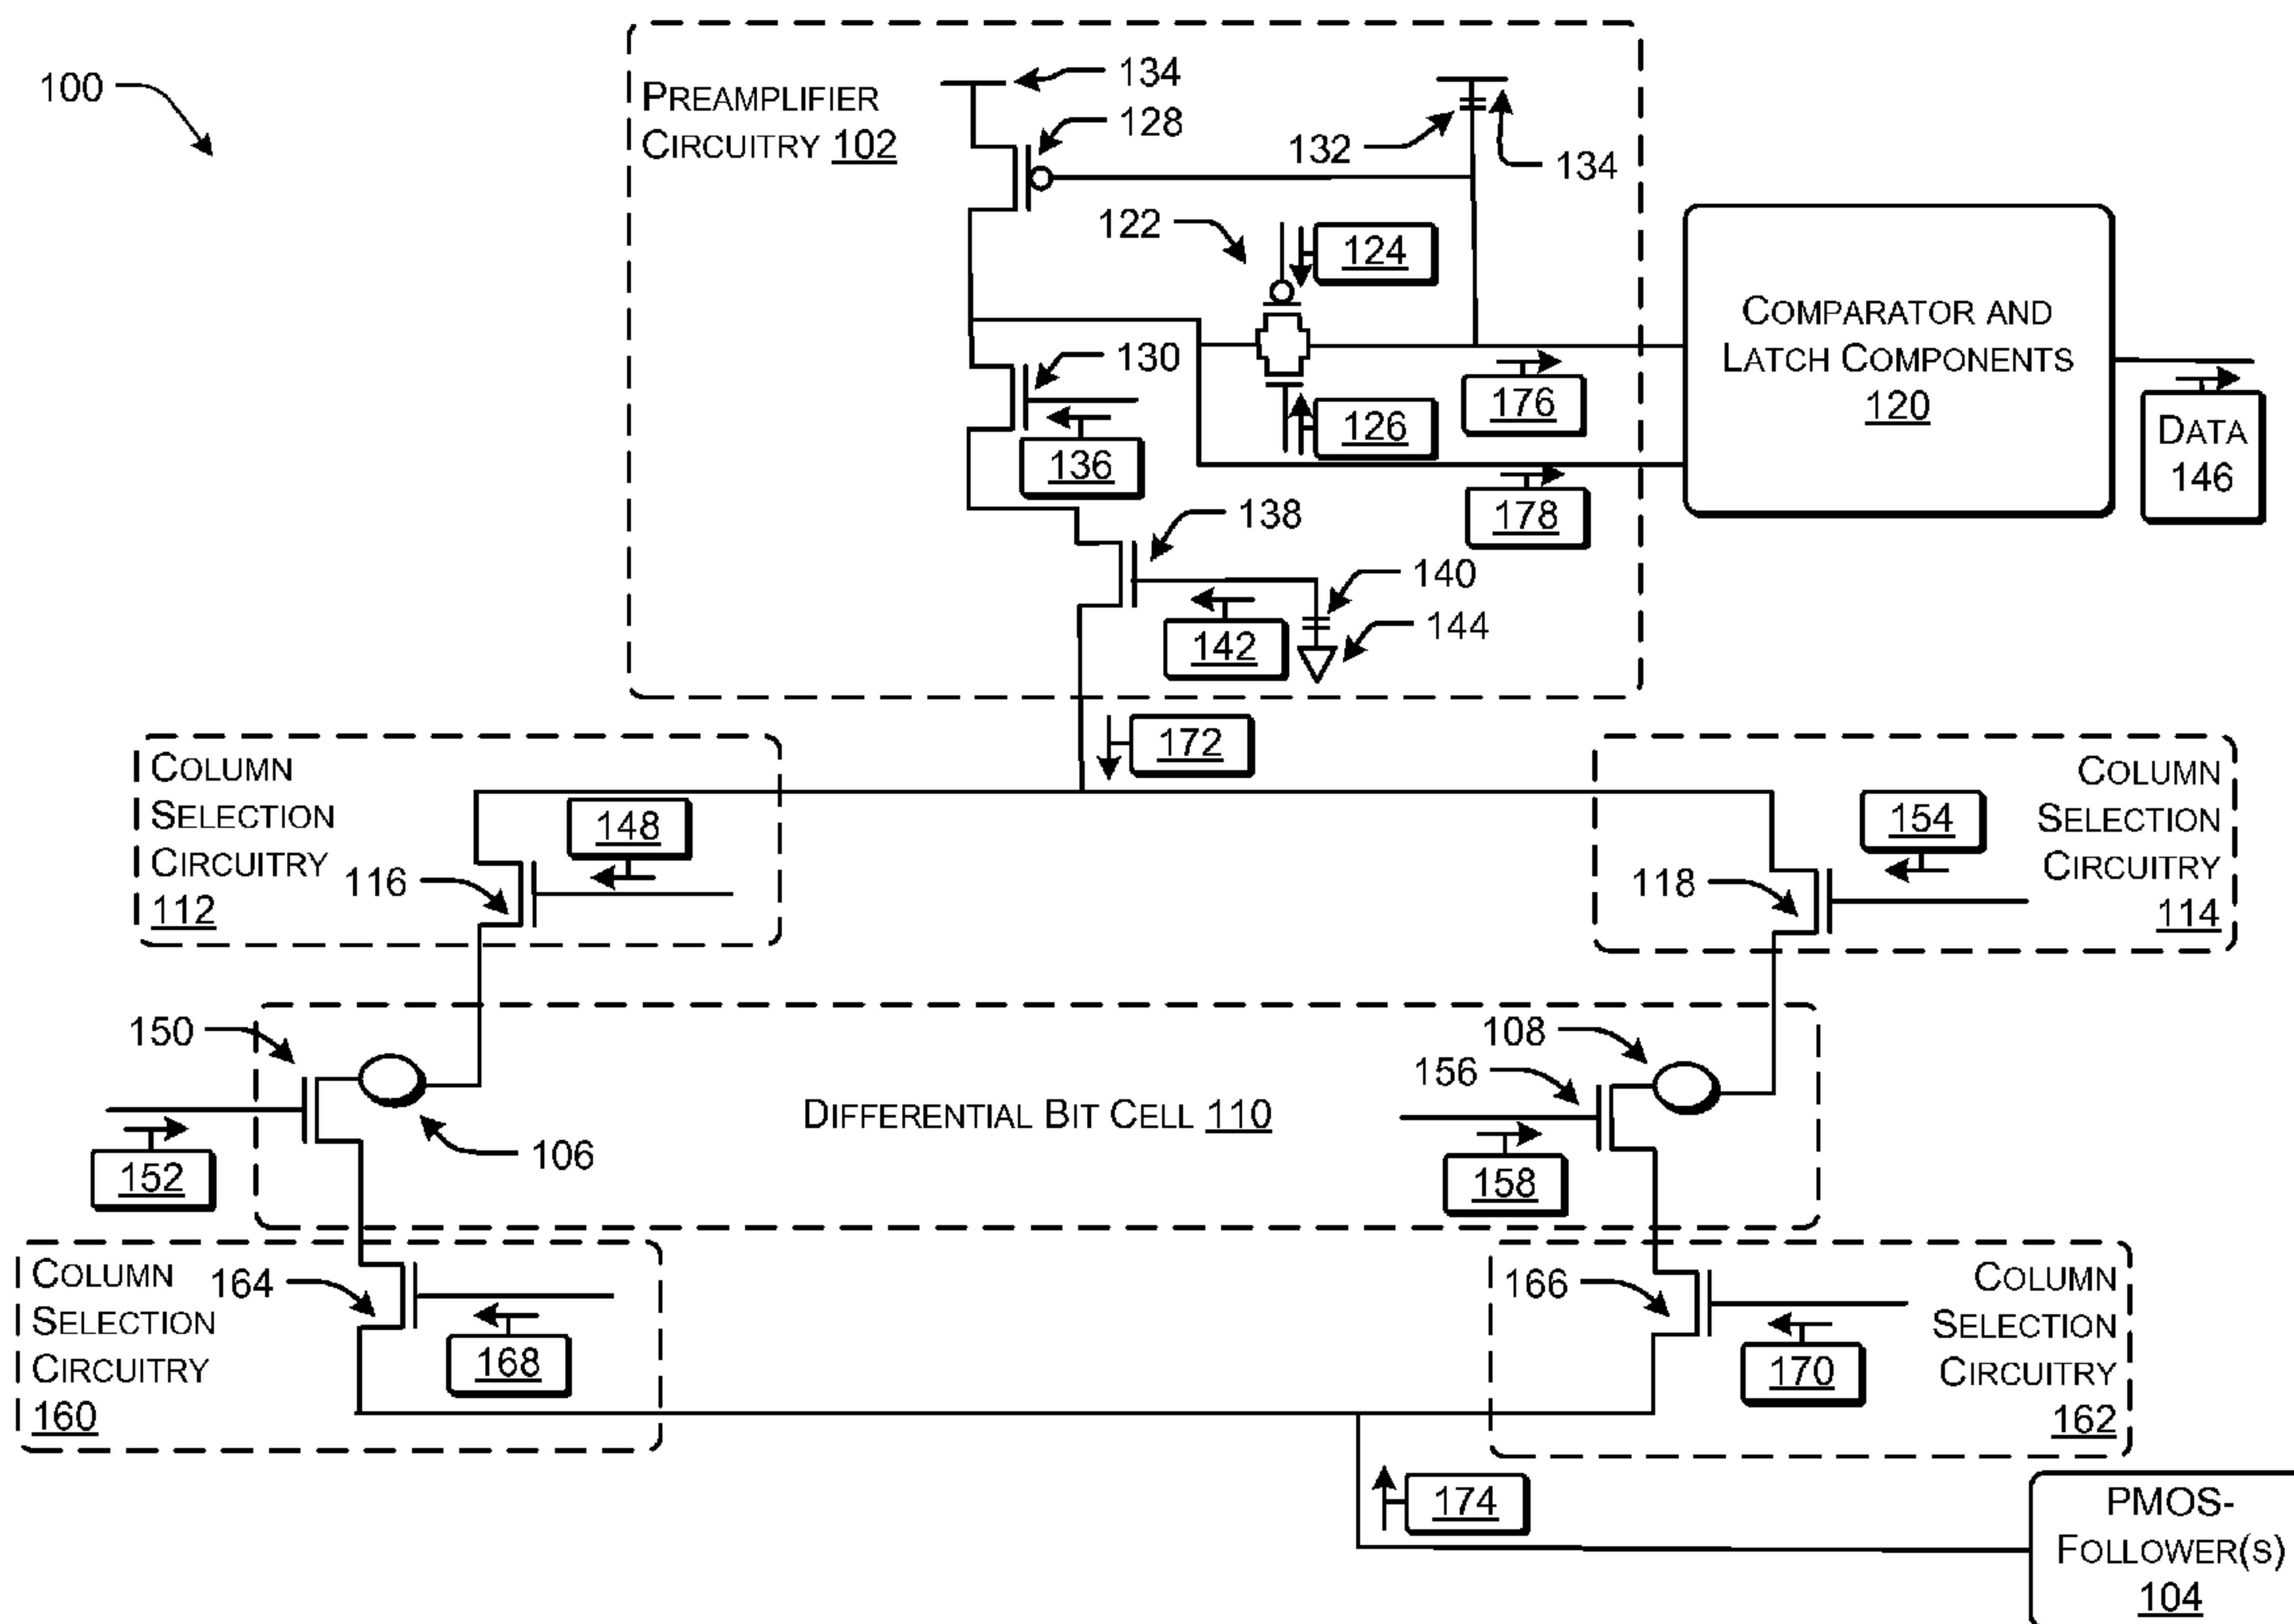 100
PREAMPLIFIER
CIRCUITRY 102
134
128
132
134
122
124
130
126
136
176
178
COMPARATOR AND
LATCH COMPONENTS
120
DATA
146
138
140
142
144
172
COLUMN
SELECTION
CIRCUITRY
112
148
116
COLUMN
SELECTION
CIRCUITRY
114
154
118
150
152
106
DIFFERENTIAL BIT CELL 110
108
156
158
COLUMN
SELECTION
CIRCUITRY
160
164
168
COLUMN
SELECTION
CIRCUITRY
162
166
170
174
PMOS-
FOLLOWER(S)
104